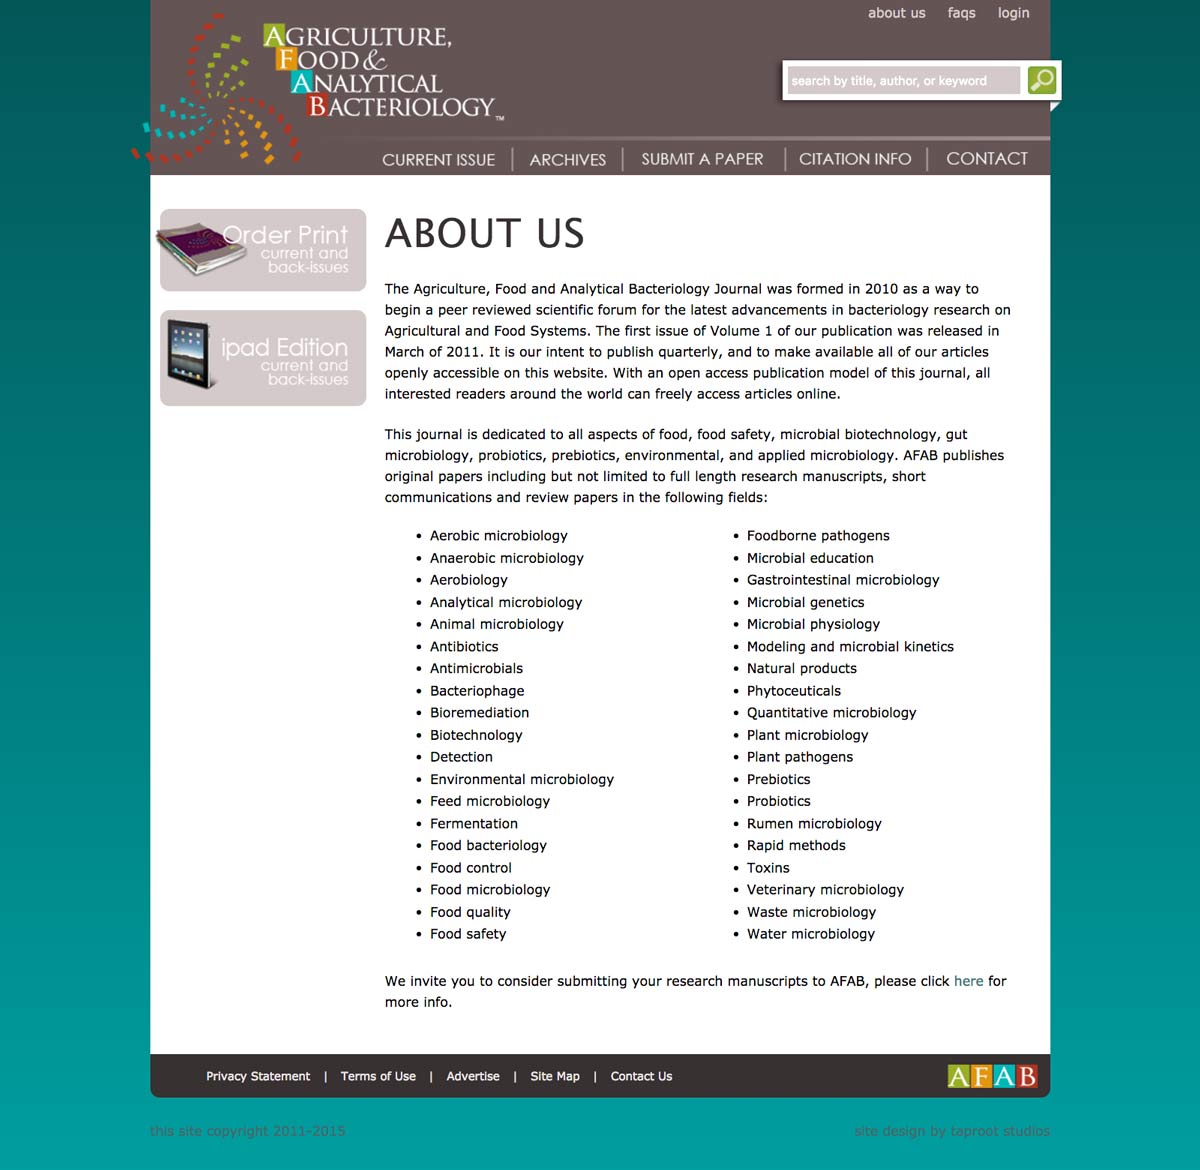 about us faqs login
AGRICULTURE,
FOOD &
ANALYTICAL
BACTERIOLOGY™
search by title, author, or keyword
CURRENT ISSUE | ARCHIVES | SUBMIT A PAPER | CITATION INFO | CONTACT
Order Print
current and
back-issues
ipad Edition
current and
back-issues
ABOUT US
The Agriculture, Food and Analytical Bacteriology Journal was formed in 2010 as a way to
begin a peer reviewed scientific forum for the latest advancements in bacteriology research on
Agricultural and Food Systems. The first issue of Volume 1 of our publication was released in
March of 2011. It is our intent to publish quarterly, and to make available all of our articles
openly accessible on this website. With an open access publication model of this journal, all
interested readers around the world can freely access articles online.
This journal is dedicated to all aspects of food, food safety, microbial biotechnology, gut
microbiology, probiotics, prebiotics, environmental, and applied microbiology. AFAB publishes
original papers including but not limited to full length research manuscripts, short
communications and review papers in the following fields:
• Aerobic microbiology
• Anaerobic microbiology
• Aerobiology
• Analytical microbiology
• Animal microbiology
• Antibiotics
• Antimicrobials
• Bacteriophage
• Bioremediation
• Biotechnology
• Detection
• Environmental microbiology
• Feed microbiology
• Fermentation
• Food bacteriology
• Food control
• Food microbiology
• Food quality
• Food safety
• Foodborne pathogens
• Microbial education
• Gastrointestinal microbiology
• Microbial genetics
• Microbial physiology
• Modeling and microbial kinetics
• Natural products
• Phytoceuticals
• Quantitative microbiology
• Plant microbiology
• Plant pathogens
• Prebiotics
• Probiotics
• Rumen microbiology
• Rapid methods
• Toxins
• Veterinary microbiology
• Waste microbiology
• Water microbiology
We invite you to consider submitting your research manuscripts to AFAB, please click here for
more info.
Privacy Statement | Terms of Use | Advertise | Site Map | Contact Us
AFAB
this site copyright 2011-2015
site design by taproot studios